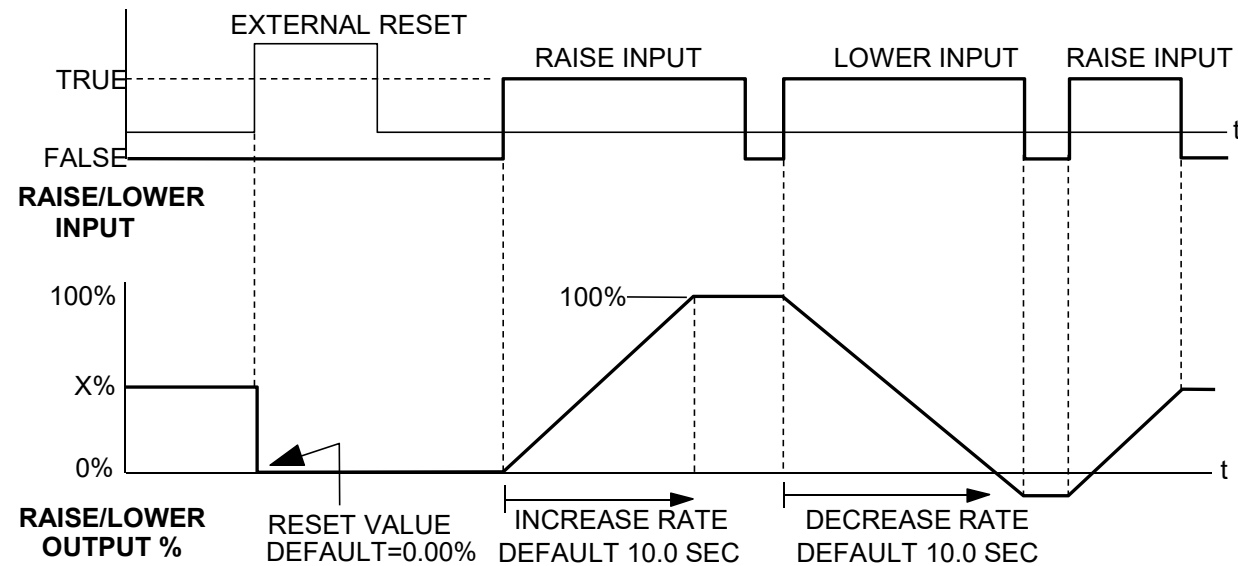 EXTERNAL RESET
RAISE INPUT
LOWER INPUT
RAISE INPUT
TRUE
t
FALSE
RAISE/LOWER
INPUT
100%
100%
X%
0%
t
RAISE/LOWER
OUTPUT %
RESET VALUE
DEFAULT=0.00%
INCREASE RATE
DEFAULT 10.0 SEC
DECREASE RATE
DEFAULT 10.0 SEC